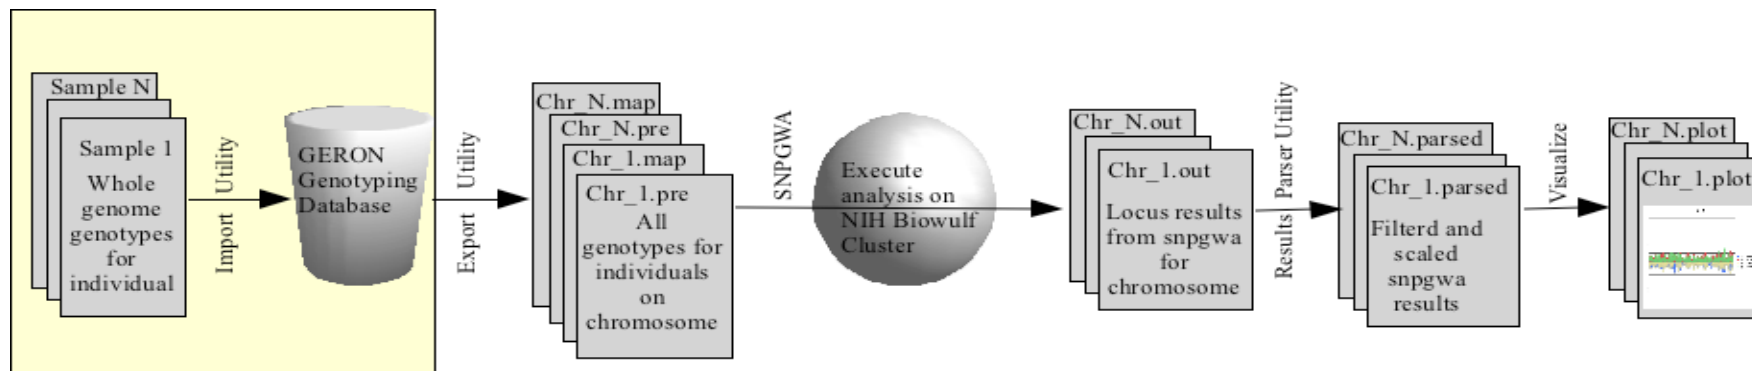 Sample N
Sample 1
Whole
genome
genotypes
for
individual
Import Utility
GERON
Genotyping
Database
Export Utility
Chr_N.map
Chr_N.pre
Chr_1.map
Chr_1.pre
All
genotypes for
individuals
on
chromosome
SNPGWA
Execute
analysis on
NIH Biowulf
Cluster
Chr_N.out
Chr_1.out
Locus results
from snpgwa
for
chromosome
Results Parser Utility
Chr_N.parsed
Chr_1.parsed
Filterd and
scaled
snpgwa
results
Visualize
Chr_N.plot
Chr_1.plot